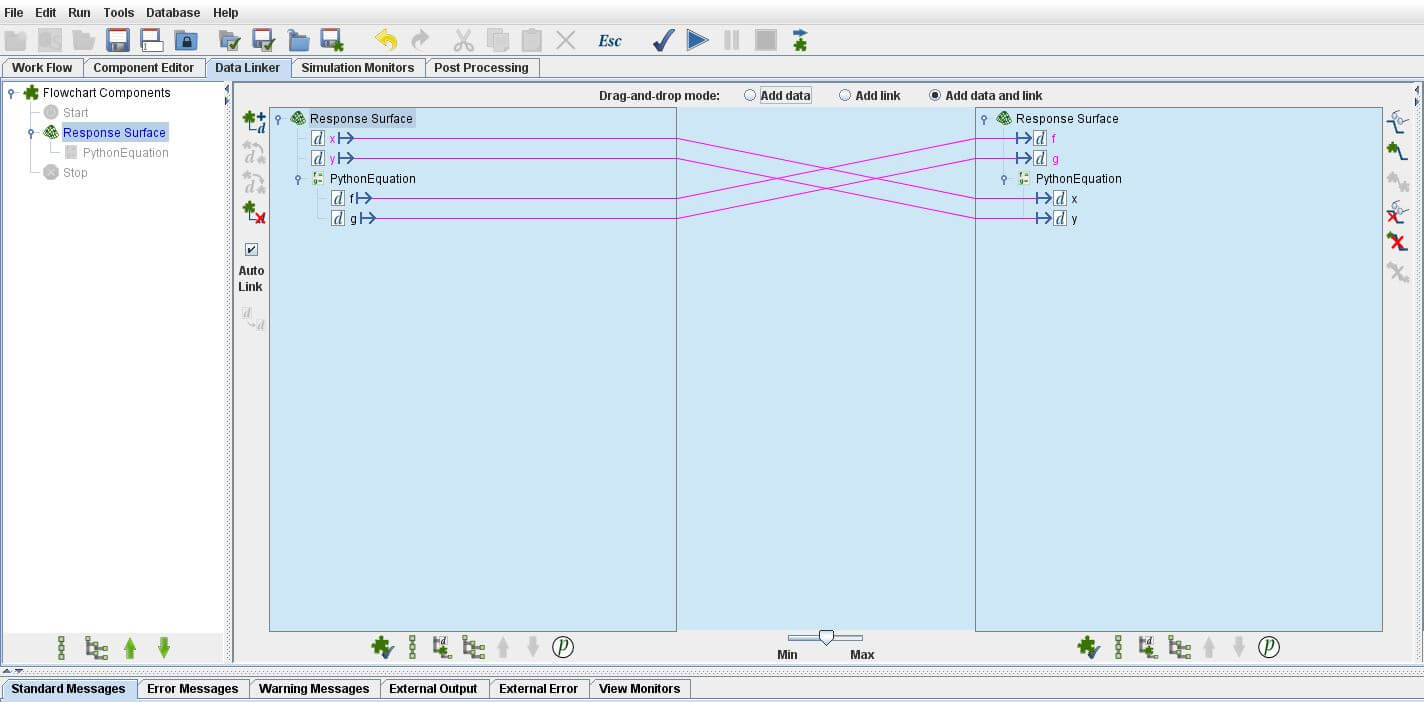 File Edit Run Tools Database Help
Esc
Work Flow Component Editor Data Linker Simulation Monitors Post Processing
Flowchart Components
Start
Response Surface
PythonEquation
Stop
Drag-and-drop mode: Add data Add link Add data and link
d
d
d
Auto
Link
d
d
Response Surface
d x
d y
PythonEquation
d f
d g
Response Surface
d f
d g
PythonEquation
d x
d y
d p
Min Max
d p
Standard Messages Error Messages Warning Messages External Output External Error View Monitors